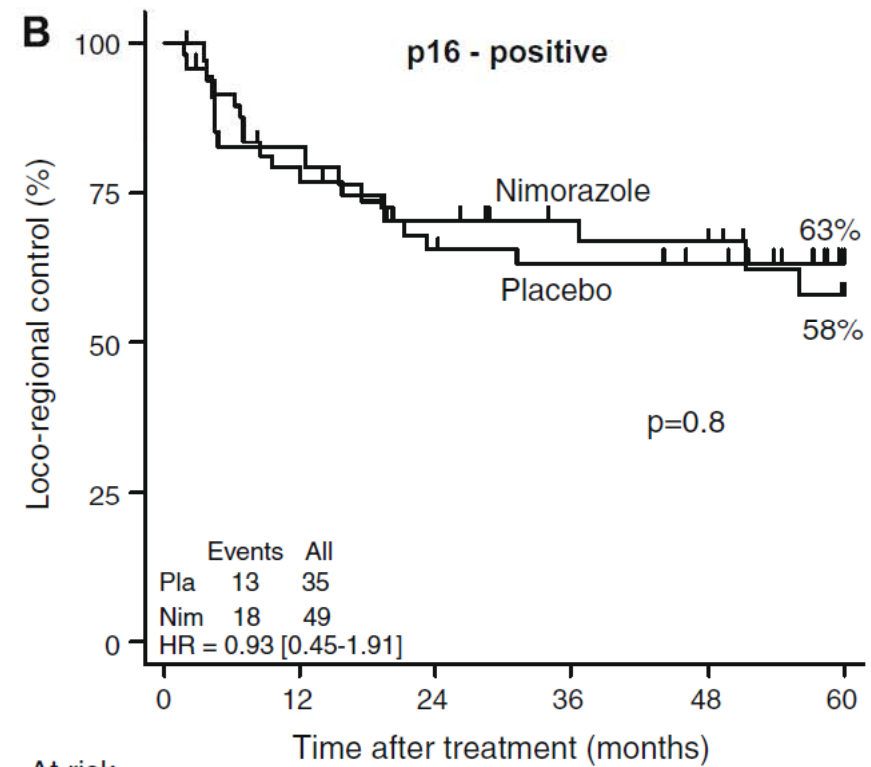 B
p16 - positive
100
75
50
25
0
Loco-regional control (%)
Nimorazole
63%
Placebo
58%
p=0.8
Events All
Pla 13 35
Nim 18 49
HR = 0.93 [0.45-1.91]
0 12 24 36 48 60
Time after treatment (months)
At risk